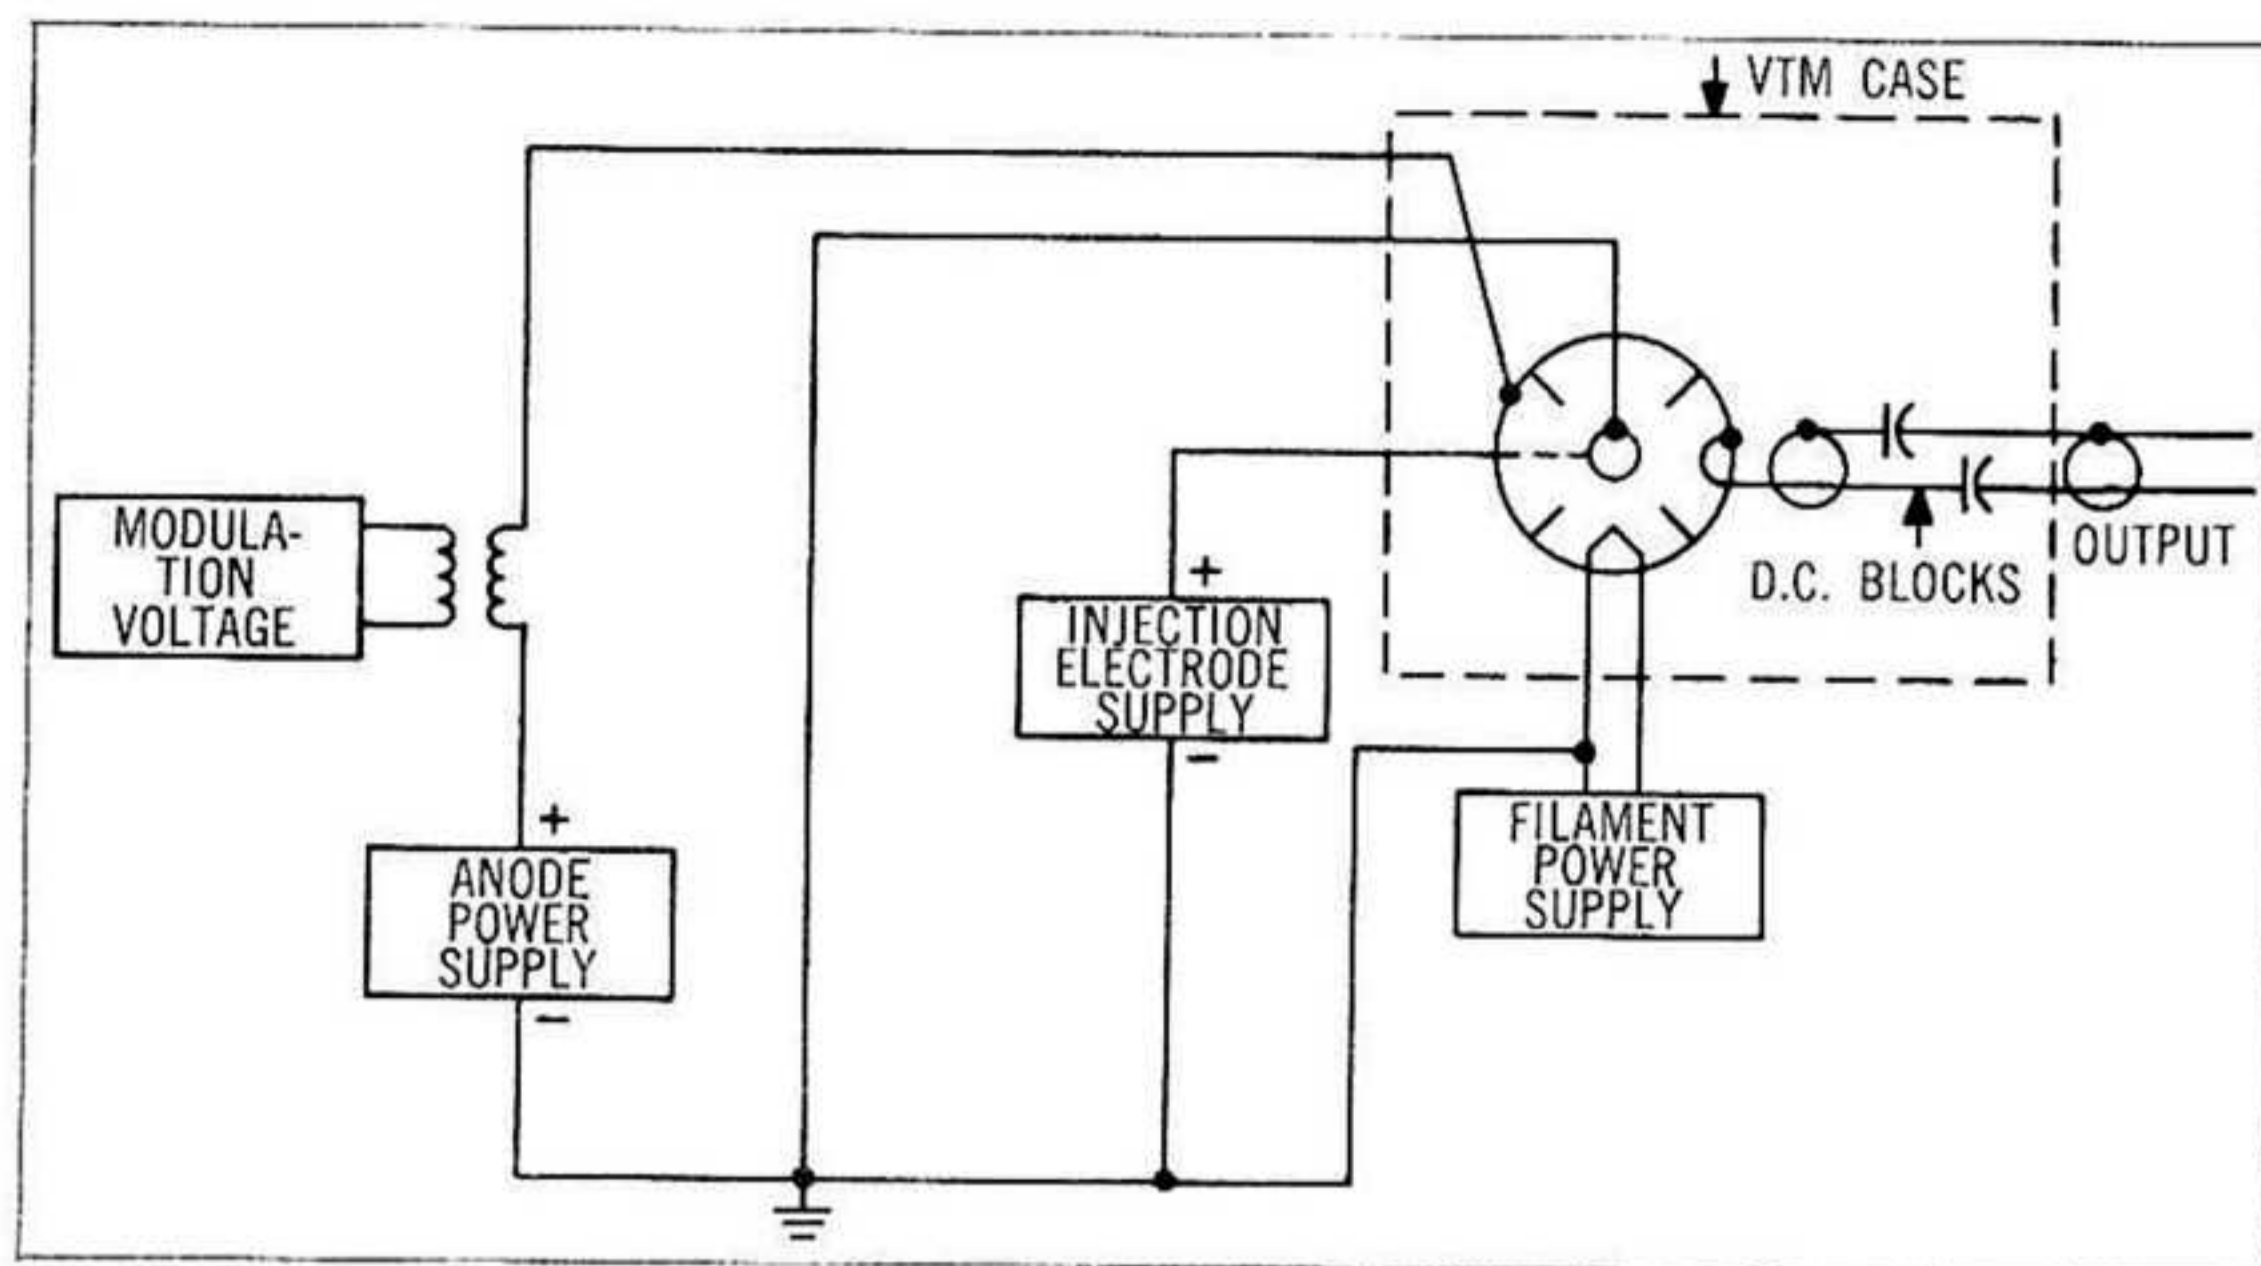 VTM CASE
MODULA-
TION
VOLTAGE
+
INJECTION
ELECTRODE
SUPPLY
-
D.C. BLOCKS
OUTPUT
+
ANODE
POWER
SUPPLY
-
FILAMENT
POWER
SUPPLY